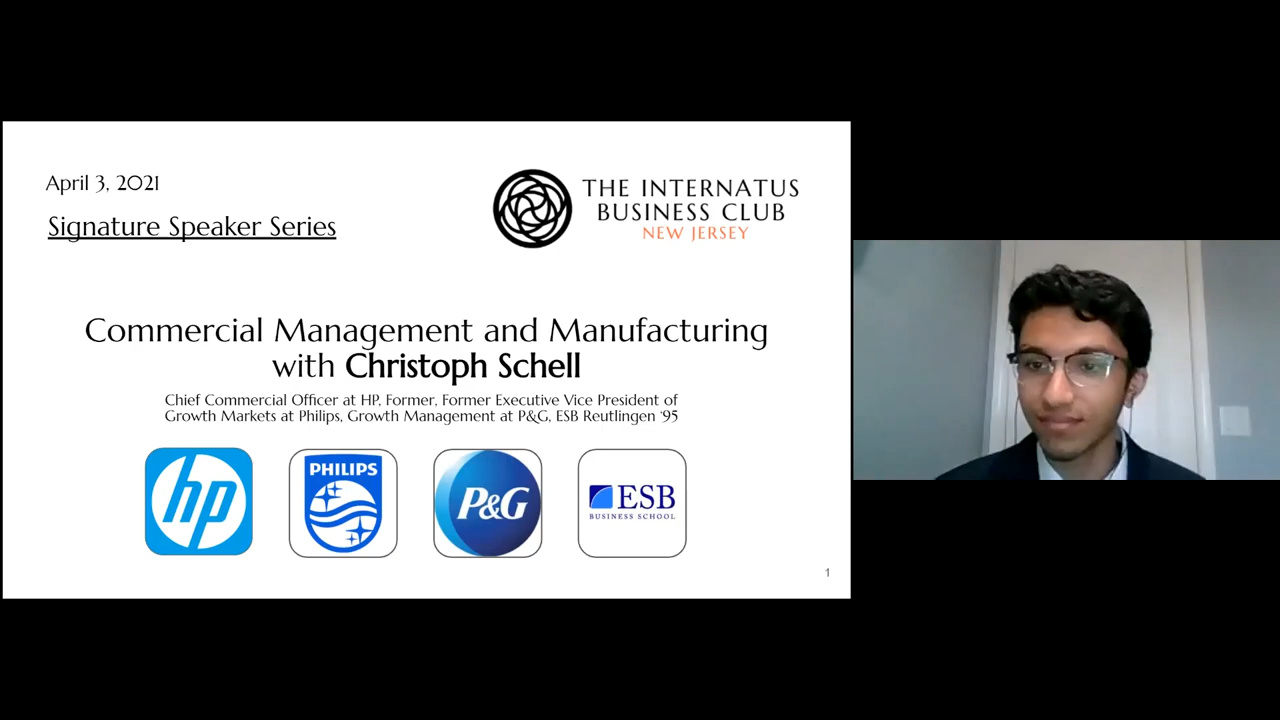 April 3, 2021
Signature Speaker Series
THE INTERNATUS
BUSINESS CLUB
NEW JERSEY
Commercial Management and Manufacturing
with Christoph Schell
Chief Commercial Officer at HP, Former, Former Executive Vice President of
Growth Markets at Philips, Growth Management at P&G, ESB Reutlingen ‘95
hp
PHILIPS
P&G
ESB
BUSINESS SCHOOL
1